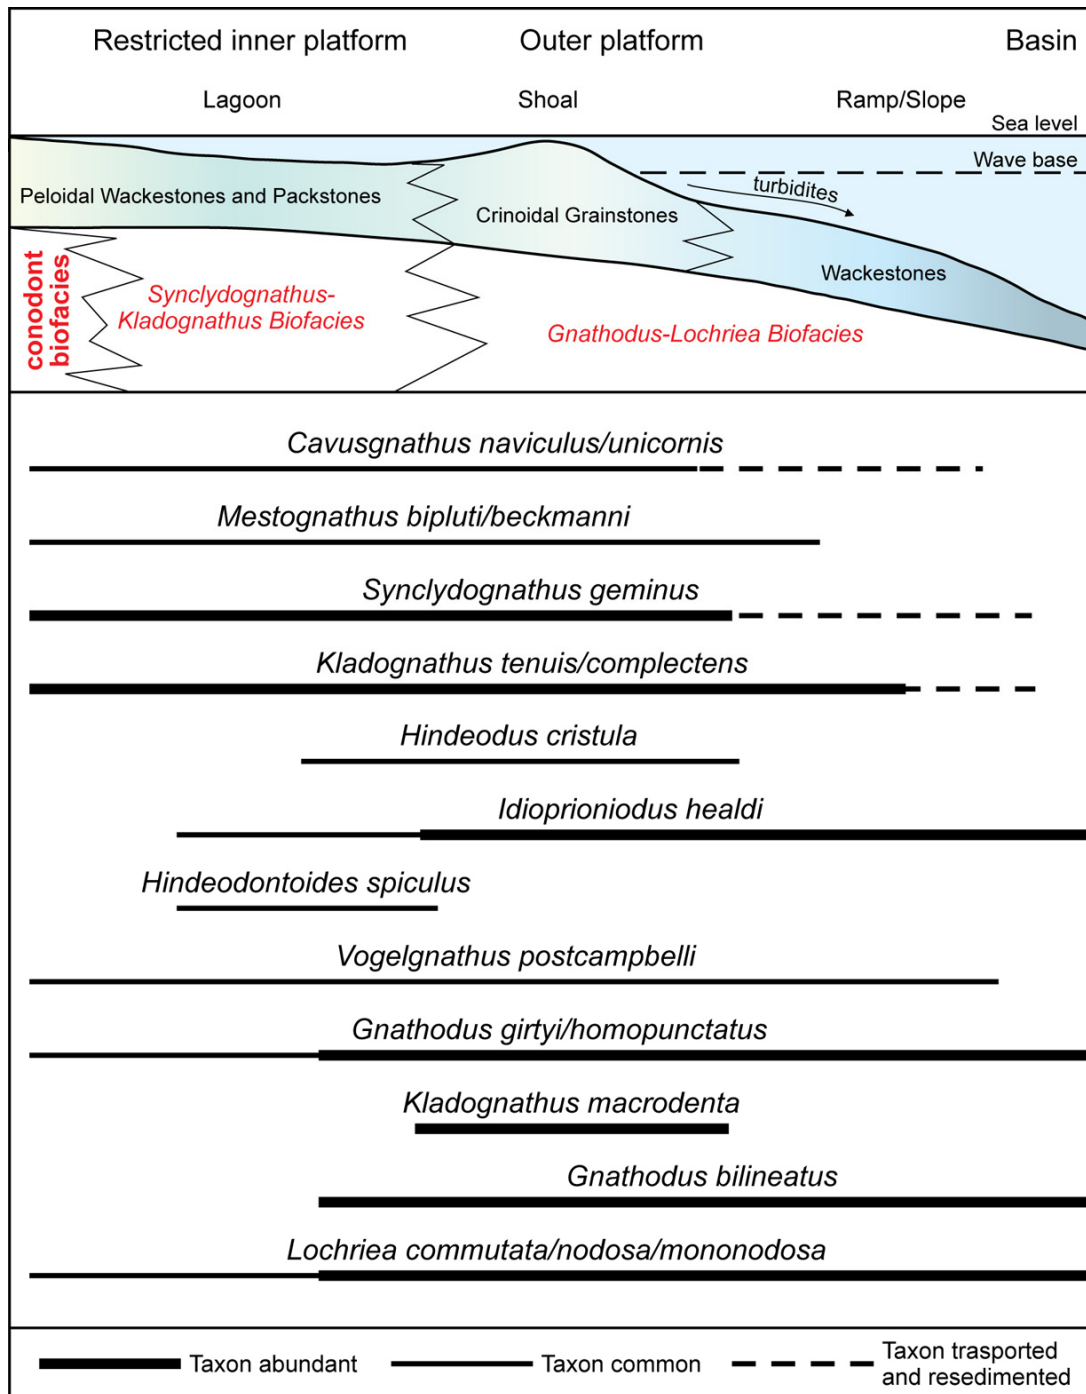 Restricted inner platform
Outer platform
Basin
Lagoon
Shoal
Ramp/Slope
Sea level
Wave base
turbidites
Peloidal Wackestones and Packstones
Crinoidal Grainstones
Wackestones
conodont
biofacies
Synclydognathus-
Kladognathus Biofacies
Gnathodus-Lochriea Biofacies
Cavusgnathus naviculus/unicornis
Mestognathus bipluti/beckmanni
Synclydognathus geminus
Kladognathus tenuis/complectens
Hindeodus cristula
Idioprioniodus healdi
Hindeodontoides spiculus
Vogelgnathus postcampbelli
Gnathodus girtyi/homopunctatus
Kladognathus macrodenta
Gnathodus bilineatus
Lochriea commutata/nodosa/mononodosa
Taxon abundant
Taxon common
Taxon trasported
and resedimented